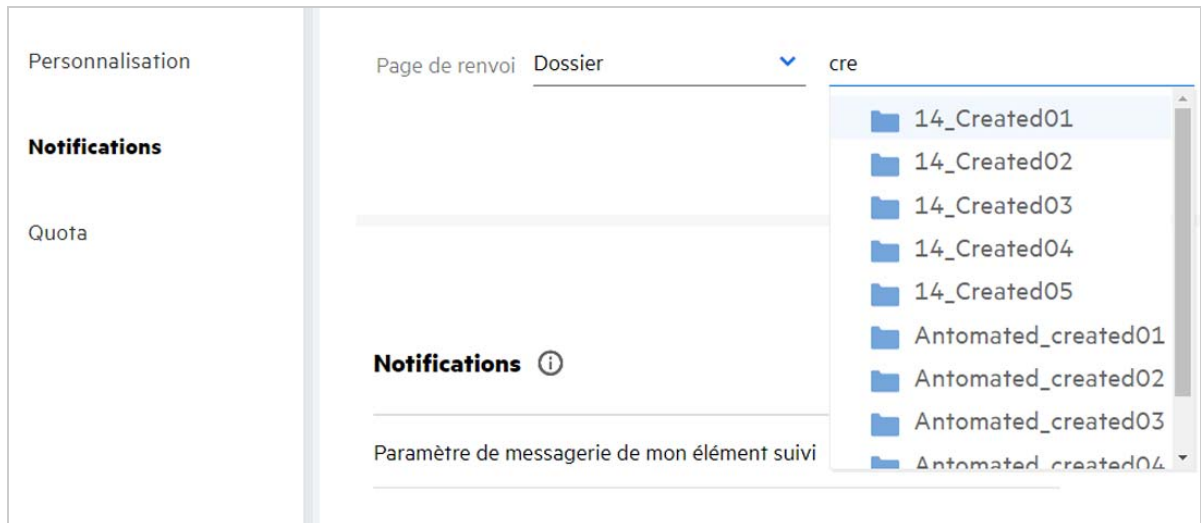 Personnalisation
Notifications
Quota
Page de renvoi Dossier cre
14_Created01
14_Created02
14_Created03
14_Created04
14_Created05
Antomated_created01
Antomated_created02
Antomated_created03
Antomated_created04
Notifications
Paramètre de messagerie de mon élément suivi